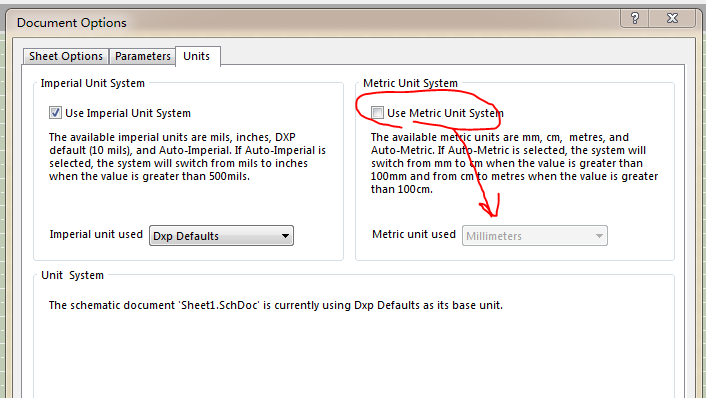 Document Options
Sheet Options Parameters Units
Imperial Unit System
Use Imperial Unit System
The available imperial units are mils, inches, DXP
default (10 mils), and Auto-Imperial. If Auto-Imperial is
selected, the system will switch from mils to inches
when the value is greater than 500mils.
Imperial unit used Dxp Defaults
Metric Unit System
Use Metric Unit System
The available metric units are mm, cm, metres, and
Auto-Metric. If Auto-Metric is selected, the system will
switch from mm to cm when the value is greater than
100mm and from cm to metres when the value is greater
than 100cm.
Metric unit used Millimeters
Unit System
The schematic document 'Sheet1.SchDoc' is currently using Dxp Defaults as its base unit.